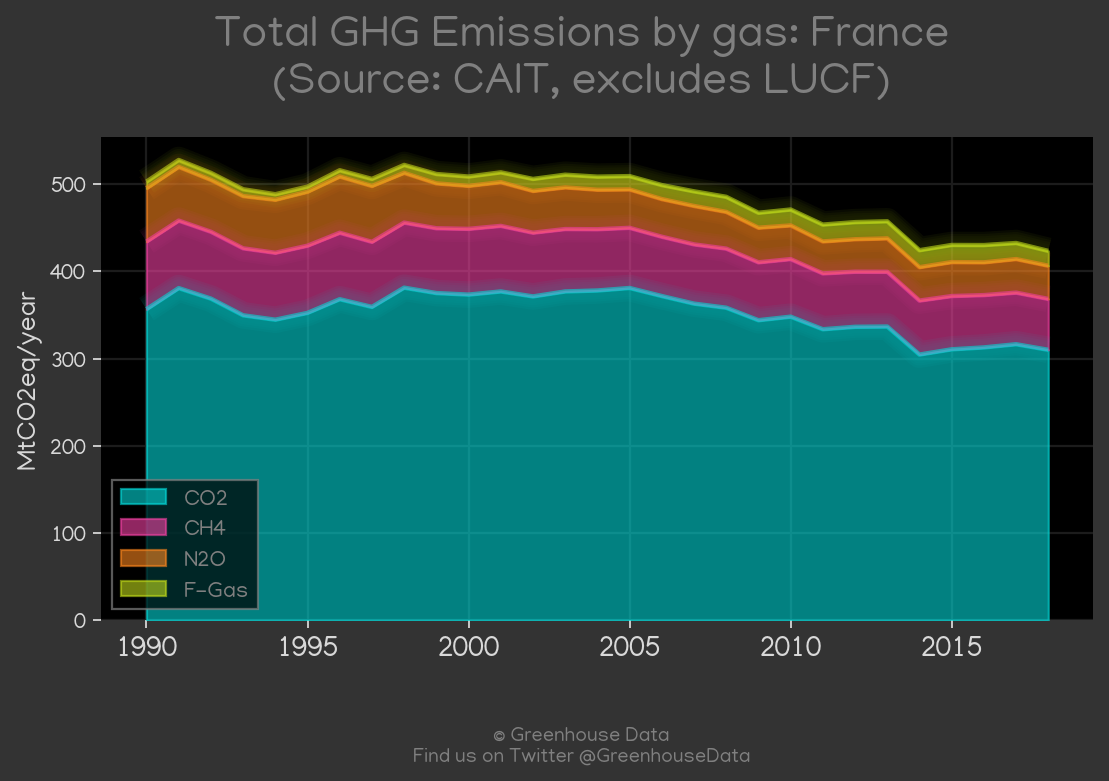 Total GHG Emissions by gas: France
(Source: CAIT, excludes LUCF)
MtCO2eq/year
500
400
300
200
100
0
CO2
CH4
N2O
F-Gas
1990 1995 2000 2005 2010 2015
© Greenhouse Data
Find us on Twitter @GreenhouseData